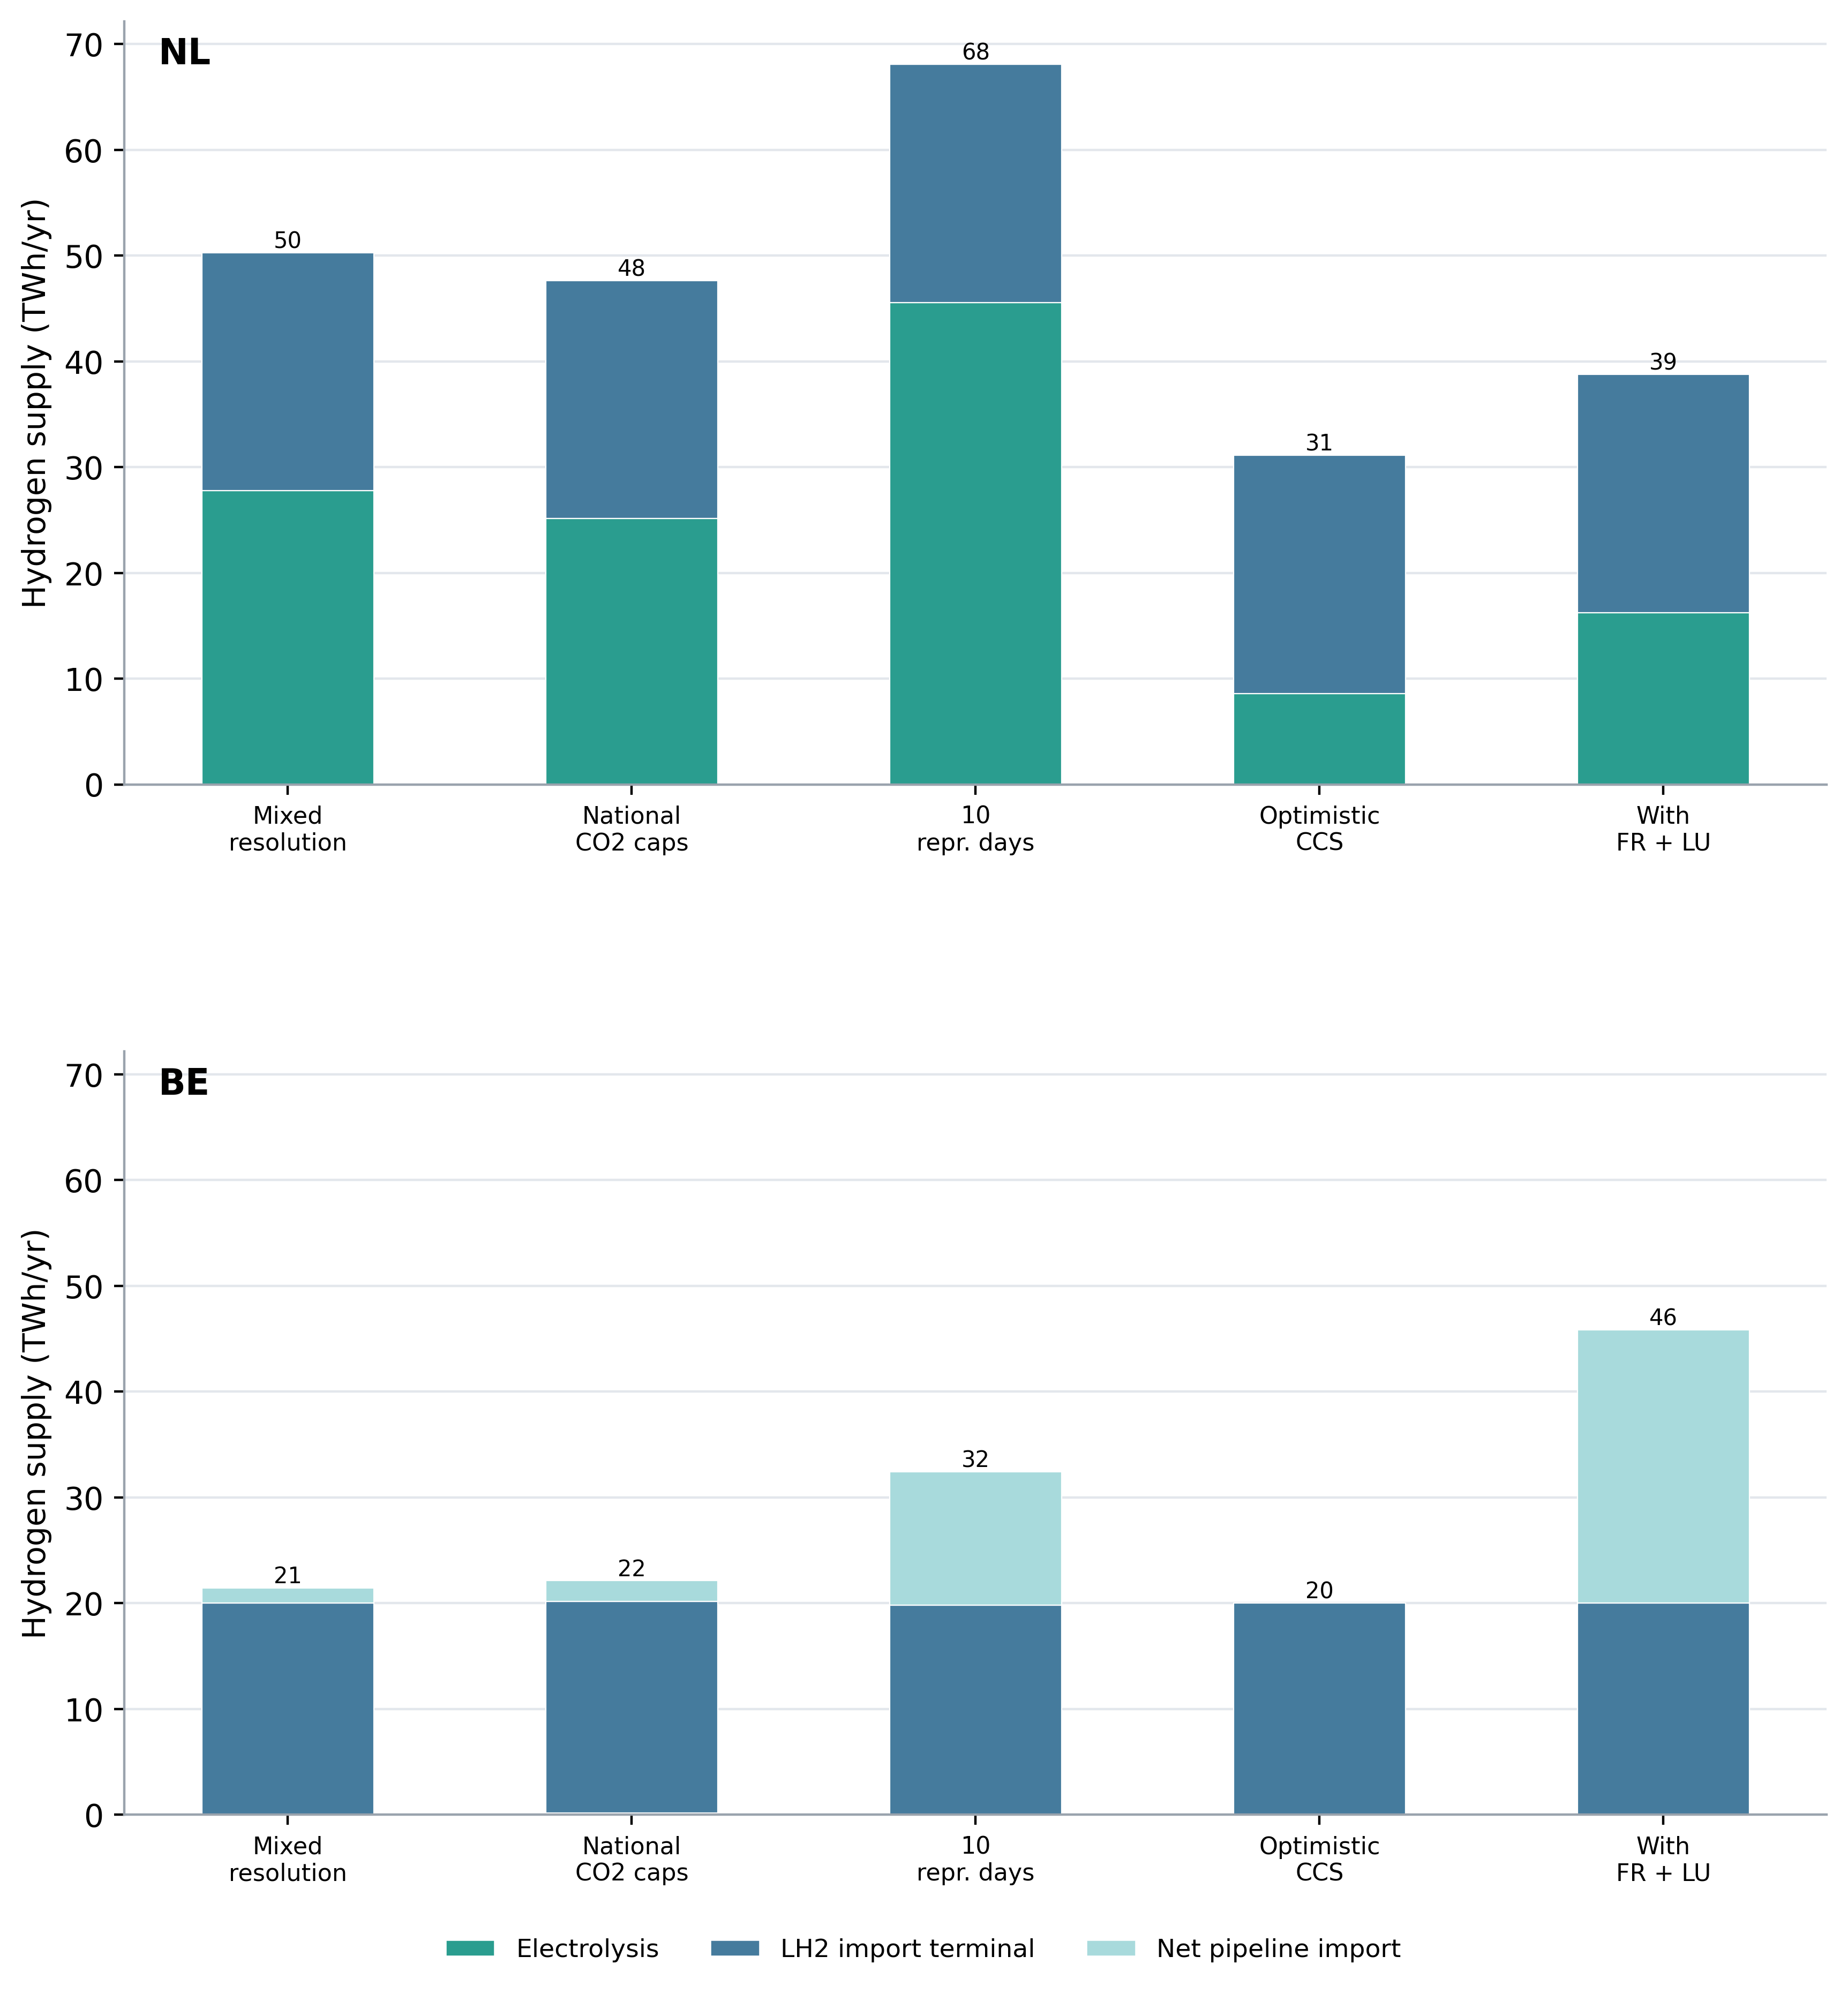 NL
Hydrogen supply (TWh/yr)
70
60
50
40
30
20
10
0
50
48
68
31
39
Mixed
resolution
National
CO2 caps
10
repr. days
Optimistic
CCS
With
FR + LU
BE
Hydrogen supply (TWh/yr)
70
60
50
40
30
20
10
0
21
22
32
20
46
Mixed
resolution
National
CO2 caps
10
repr. days
Optimistic
CCS
With
FR + LU
Electrolysis
LH2 import terminal
Net pipeline import